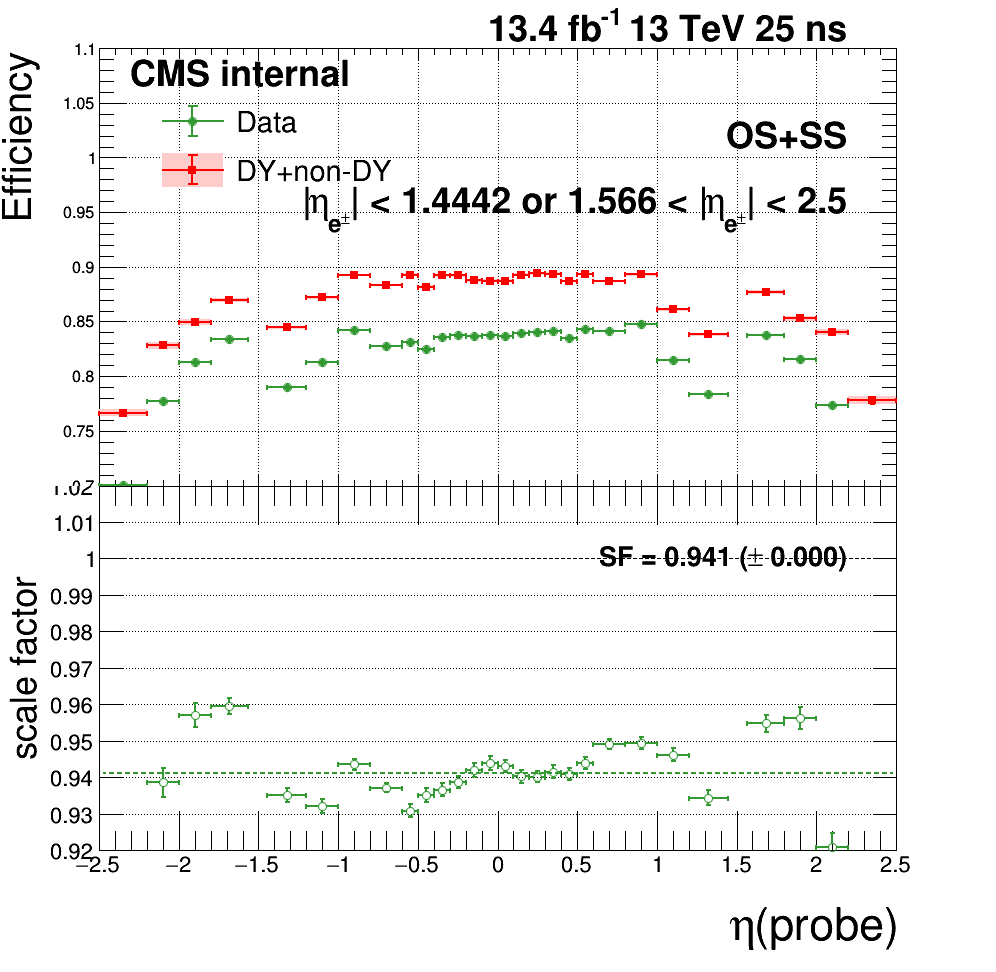 13.4 fb⁻¹ 13 TeV 25 ns
Efficiency
1.1
1.05
1
0.95
0.9
0.85
0.8
0.75
CMS internal
Data
DY+non-DY
OS+SS
|η_e±| < 1.4442 or 1.566 < |η_e±| < 2.5
scale factor
1.02
1.01
1
0.99
0.98
0.97
0.96
0.95
0.94
0.93
0.92
SF = 0.941 (± 0.000)
−2.5 −2 −1.5 −1 −0.5 0 0.5 1 1.5 2 2.5
η(probe)